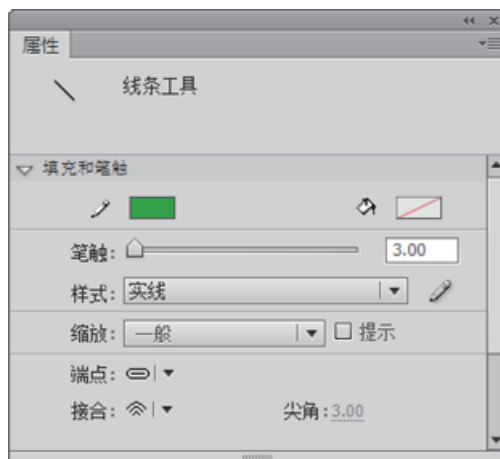 属性
线条工具
填充和笔触
笔触: 3.00
样式: 实线
缩放: 一般 提示
端点:
接合: 尖角: 3.00